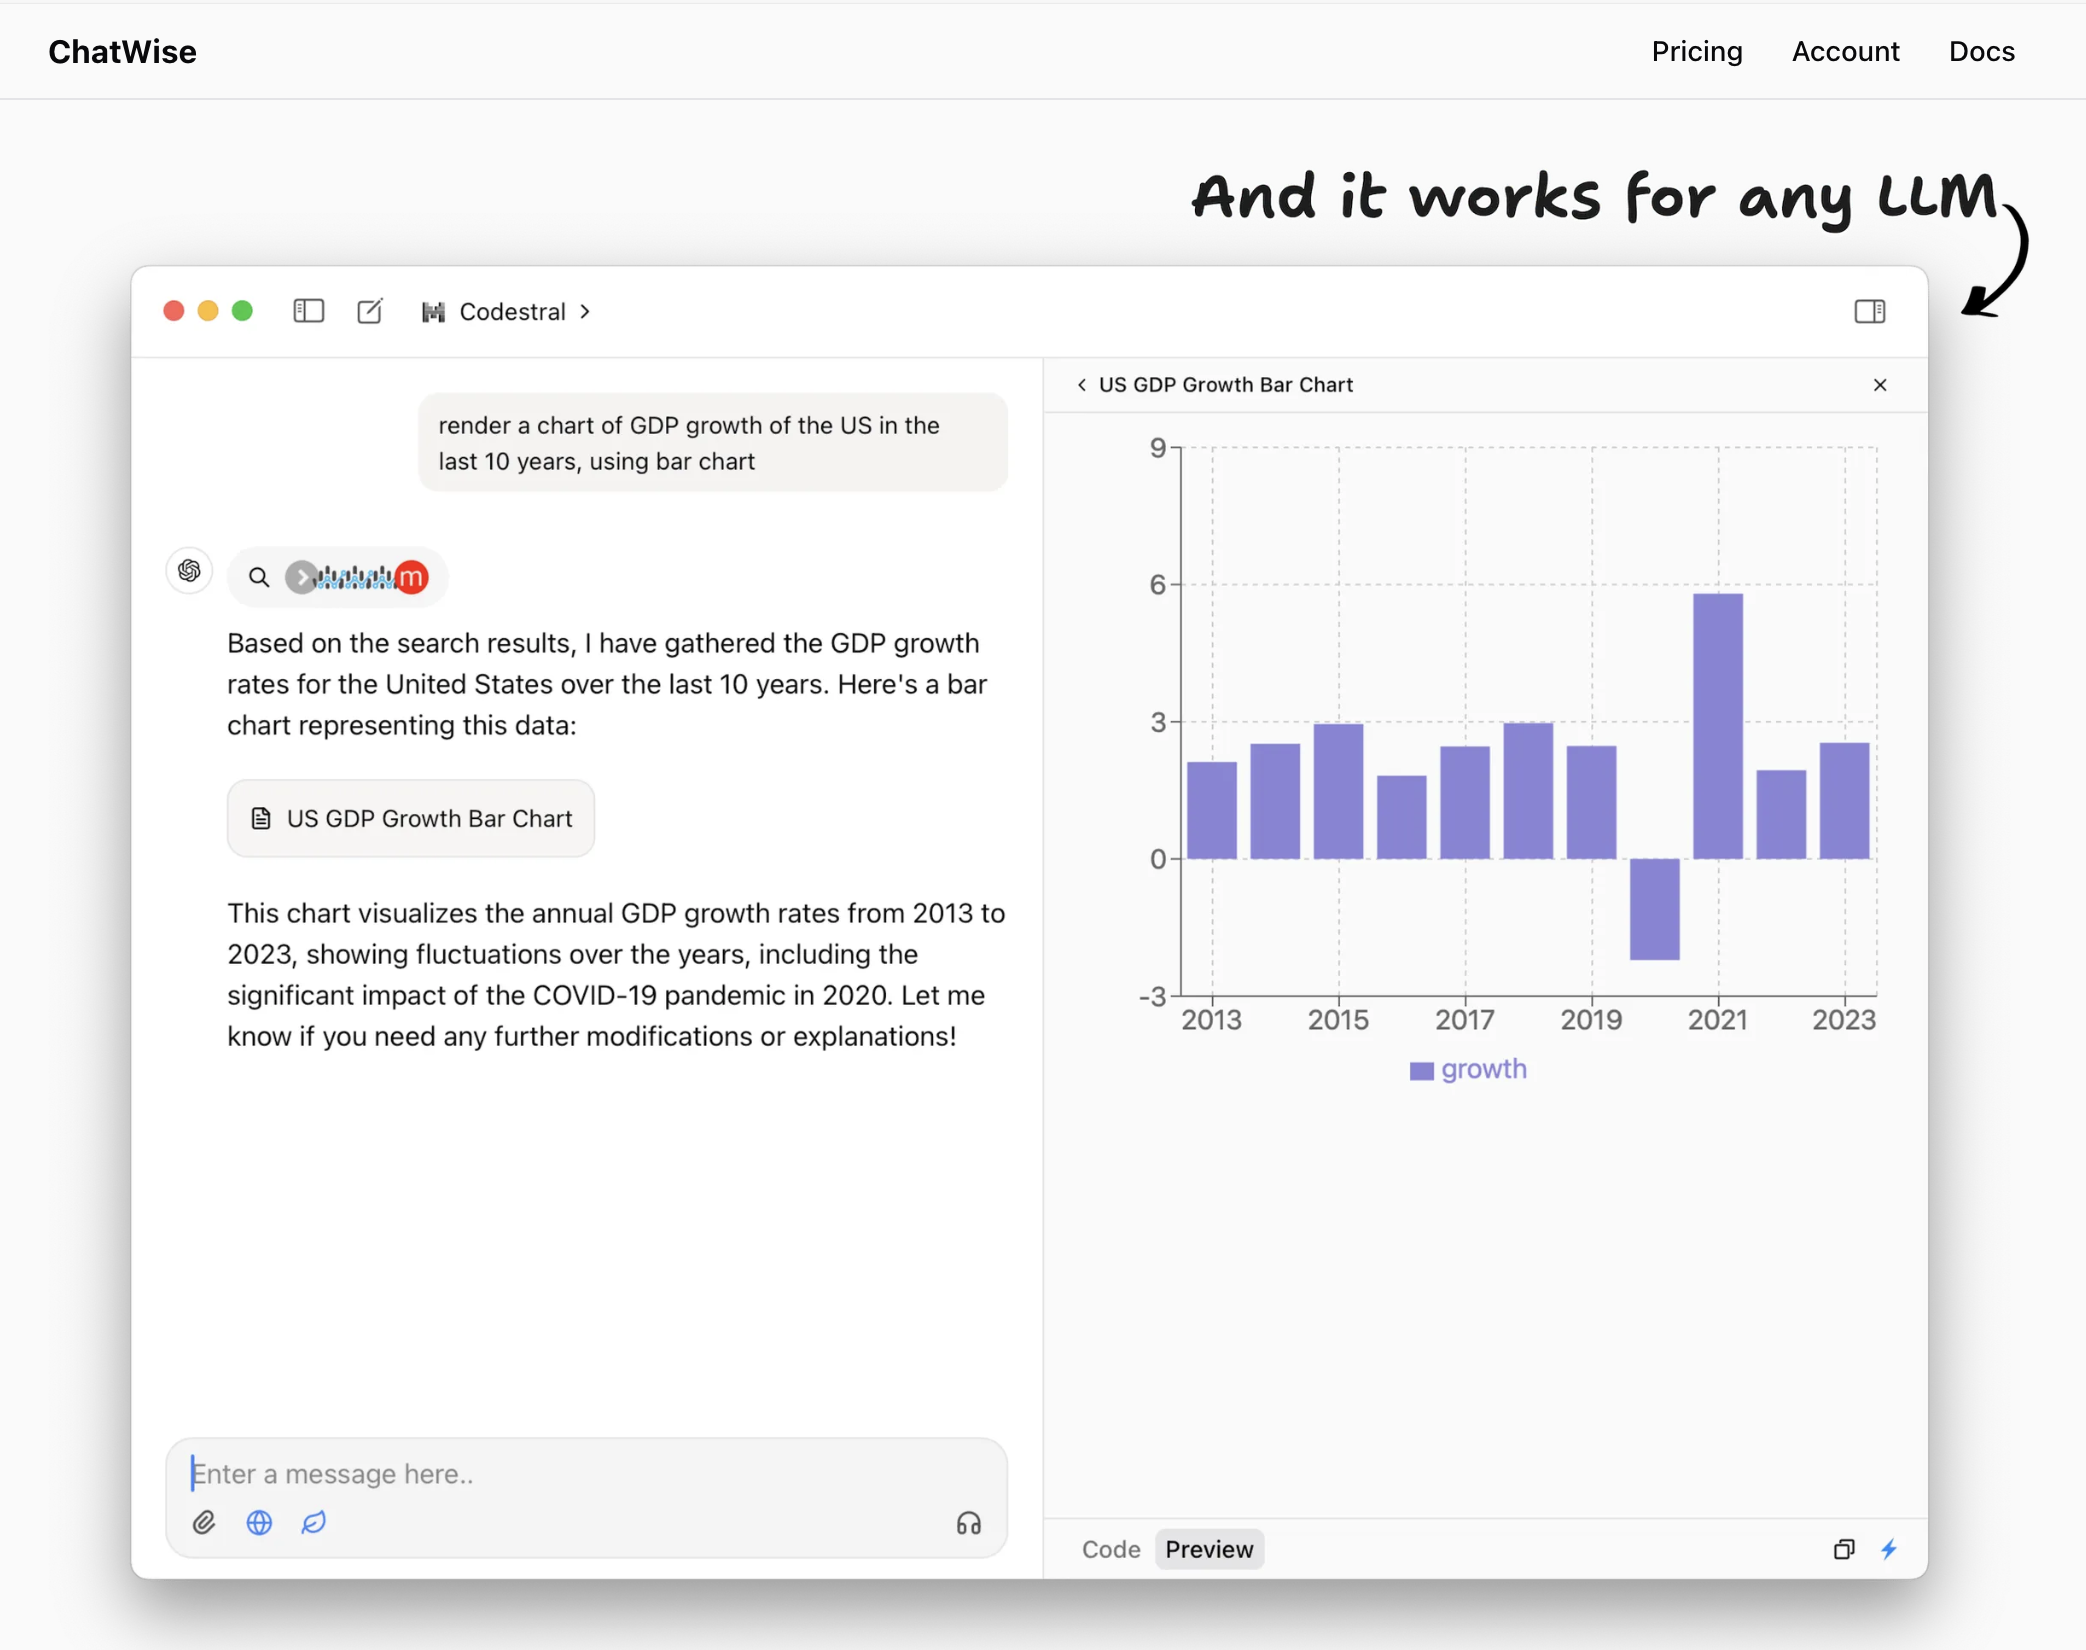 ChatWise
Pricing
Account
Docs
And it works for any LLM
Codestral
render a chart of GDP growth of the US in the
last 10 years, using bar chart
m
Based on the search results, I have gathered the GDP growth
rates for the United States over the last 10 years. Here's a bar
chart representing this data:
US GDP Growth Bar Chart
This chart visualizes the annual GDP growth rates from 2013 to
2023, showing fluctuations over the years, including the
significant impact of the COVID-19 pandemic in 2020. Let me
know if you need any further modifications or explanations!
Enter a message here..
US GDP Growth Bar Chart
9
6
3
0
-3
2013 2015 2017 2019 2021 2023
growth
Code
Preview